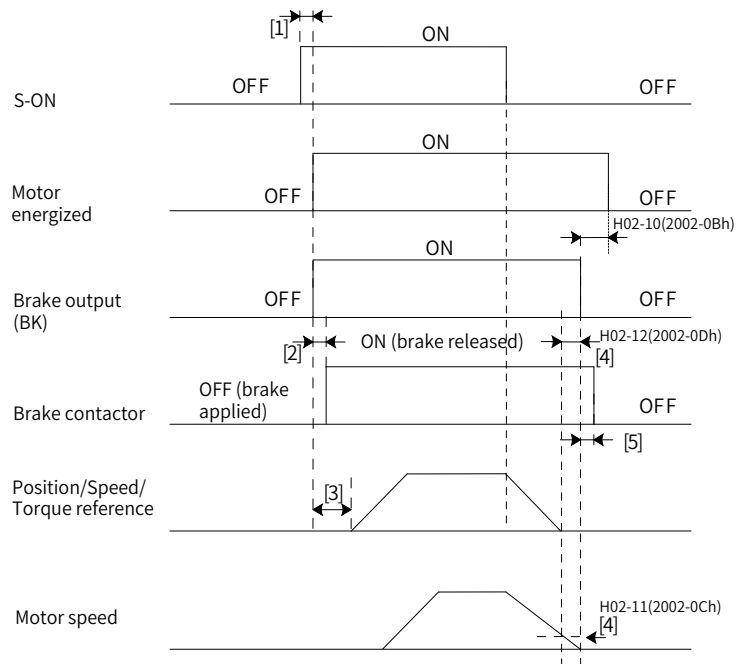 [1]
ON
S-ON
OFF
OFF
ON
Motor
energized
OFF
OFF
H02-10(2002-0Bh)
ON
Brake output
(BK)
OFF
OFF
[2]
ON (brake released)
H02-12(2002-0Dh)
[4]
Brake contactor
OFF (brake
applied)
OFF
[5]
Position/Speed/
Torque reference
[3]
Motor speed
H02-11(2002-0Ch)
[4]